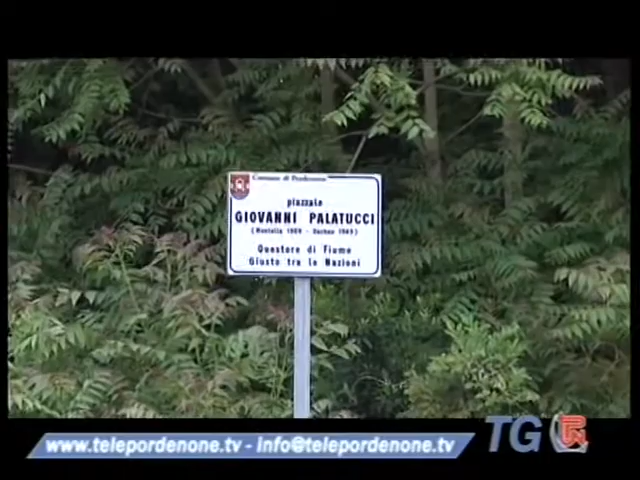 Comune di Pordenone
piazzale
GIOVANNI PALATUCCI
(Montella 1909 - Dachau 1945)
Questore di Fiume
Giusto tra le Nazioni
www.telepordenone.tv - info@telepordenone.tv
TG R